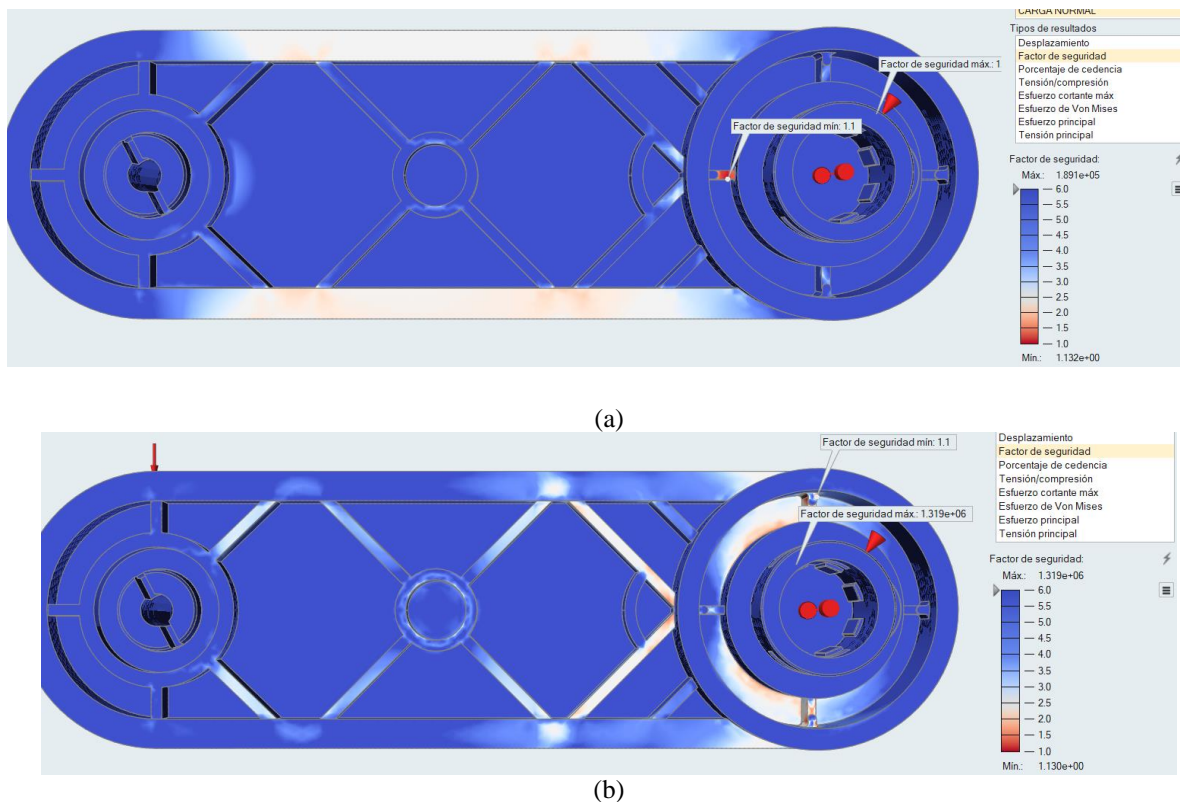 CARGA NORMAL
Tipos de resultados
Desplazamiento
Factor de seguridad
Porcentaje de cedencia
Tensión/compresión
Esfuerzo cortante máx
Esfuerzo de Von Mises
Esfuerzo principal
Tensión principal
Factor de seguridad máx.: 1
Factor de seguridad mín: 1.1
Factor de seguridad:
Máx.: 1.891e+05
6.0
5.5
5.0
4.5
4.0
3.5
3.0
2.5
2.0
1.5
1.0
Mín.: 1.132e+00
(a)
Desplazamiento
Factor de seguridad
Porcentaje de cedencia
Tensión/compresión
Esfuerzo cortante máx
Esfuerzo de Von Mises
Esfuerzo principal
Tensión principal
Factor de seguridad mín: 1.1
Factor de seguridad máx.: 1.319e+06
Factor de seguridad:
Máx.: 1.319e+06
6.0
5.5
5.0
4.5
4.0
3.5
3.0
2.5
2.0
1.5
1.0
Mín.: 1.130e+00
(b)